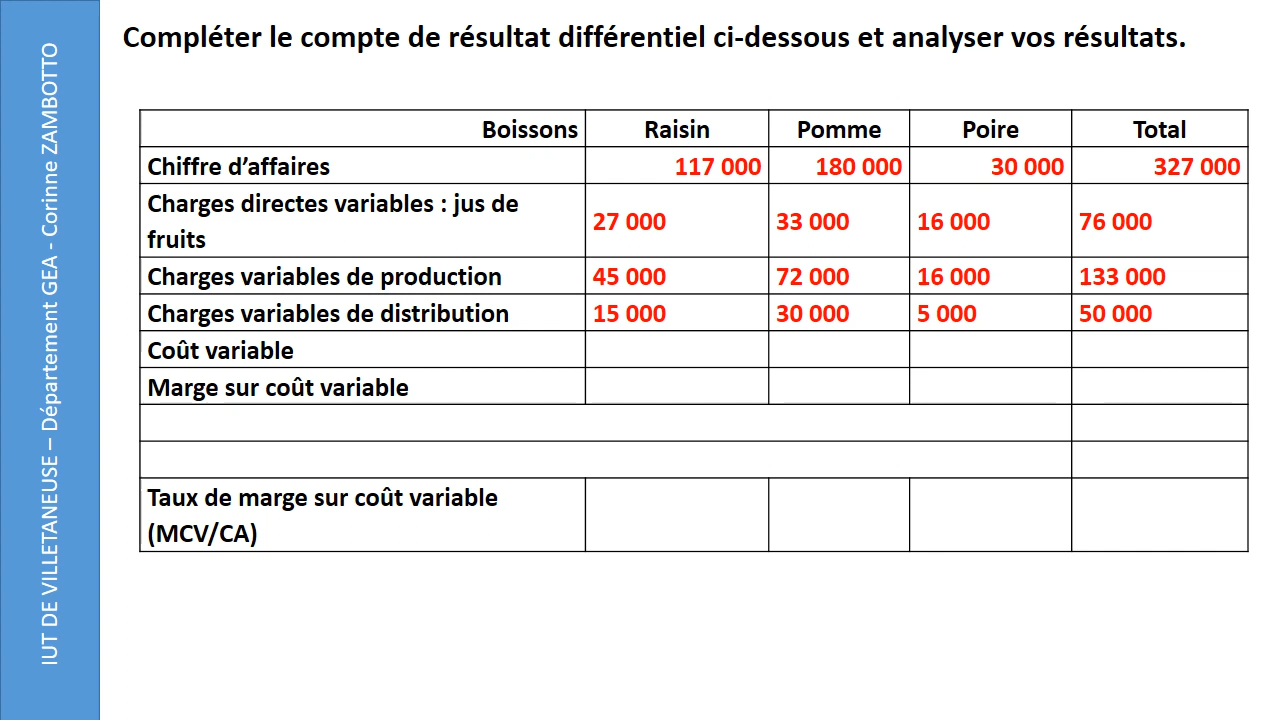 Compléter le compte de résultat différentiel ci-dessous et analyser vos résultats.
IUT DE VILLETANEUSE – Département GEA - Corinne ZAMBOTTO
Boissons Raisin Pomme Poire Total
Chiffre d’affaires 117 000 180 000 30 000 327 000
Charges directes variables : jus de
fruits 27 000 33 000 16 000 76 000
Charges variables de production 45 000 72 000 16 000 133 000
Charges variables de distribution 15 000 30 000 5 000 50 000
Coût variable
Marge sur coût variable
Taux de marge sur coût variable
(MCV/CA)